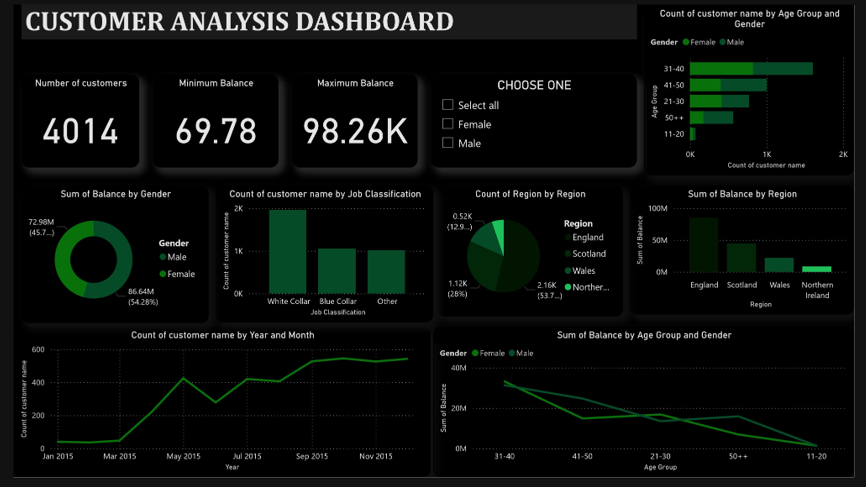 CUSTOMER ANALYSIS DASHBOARD
Number of customers
4014
Minimum Balance
69.78
Maximum Balance
98.26K
CHOOSE ONE
Select all
Female
Male
Count of customer name by Age Group and
Gender
Gender Female Male
Age Group
31-40
41-50
21-30
50++
11-20
0K 1K 2K
Count of customer name
Sum of Balance by Gender
72.98M
(45.7...)
86.64M
(54.28%)
Gender
Male
Female
Count of customer name by Job Classification
Count of customer name
2K
1K
0K
White Collar Blue Collar Other
Job Classification
Count of Region by Region
0.52K
(12.9...)
1.12K
(28%)
2.16K
(53.7...)
Region
England
Scotland
Wales
Norther...
Sum of Balance by Region
Sum of Balance
100M
50M
0M
England Scotland Wales Northern
Ireland
Region
Count of customer name by Year and Month
Count of customer name
600
400
200
0
Jan 2015 Mar 2015 May 2015 Jul 2015 Sep 2015 Nov 2015
Year
Sum of Balance by Age Group and Gender
Gender Female Male
Sum of Balance
40M
20M
0M
31-40 41-50 21-30 50++ 11-20
Age Group